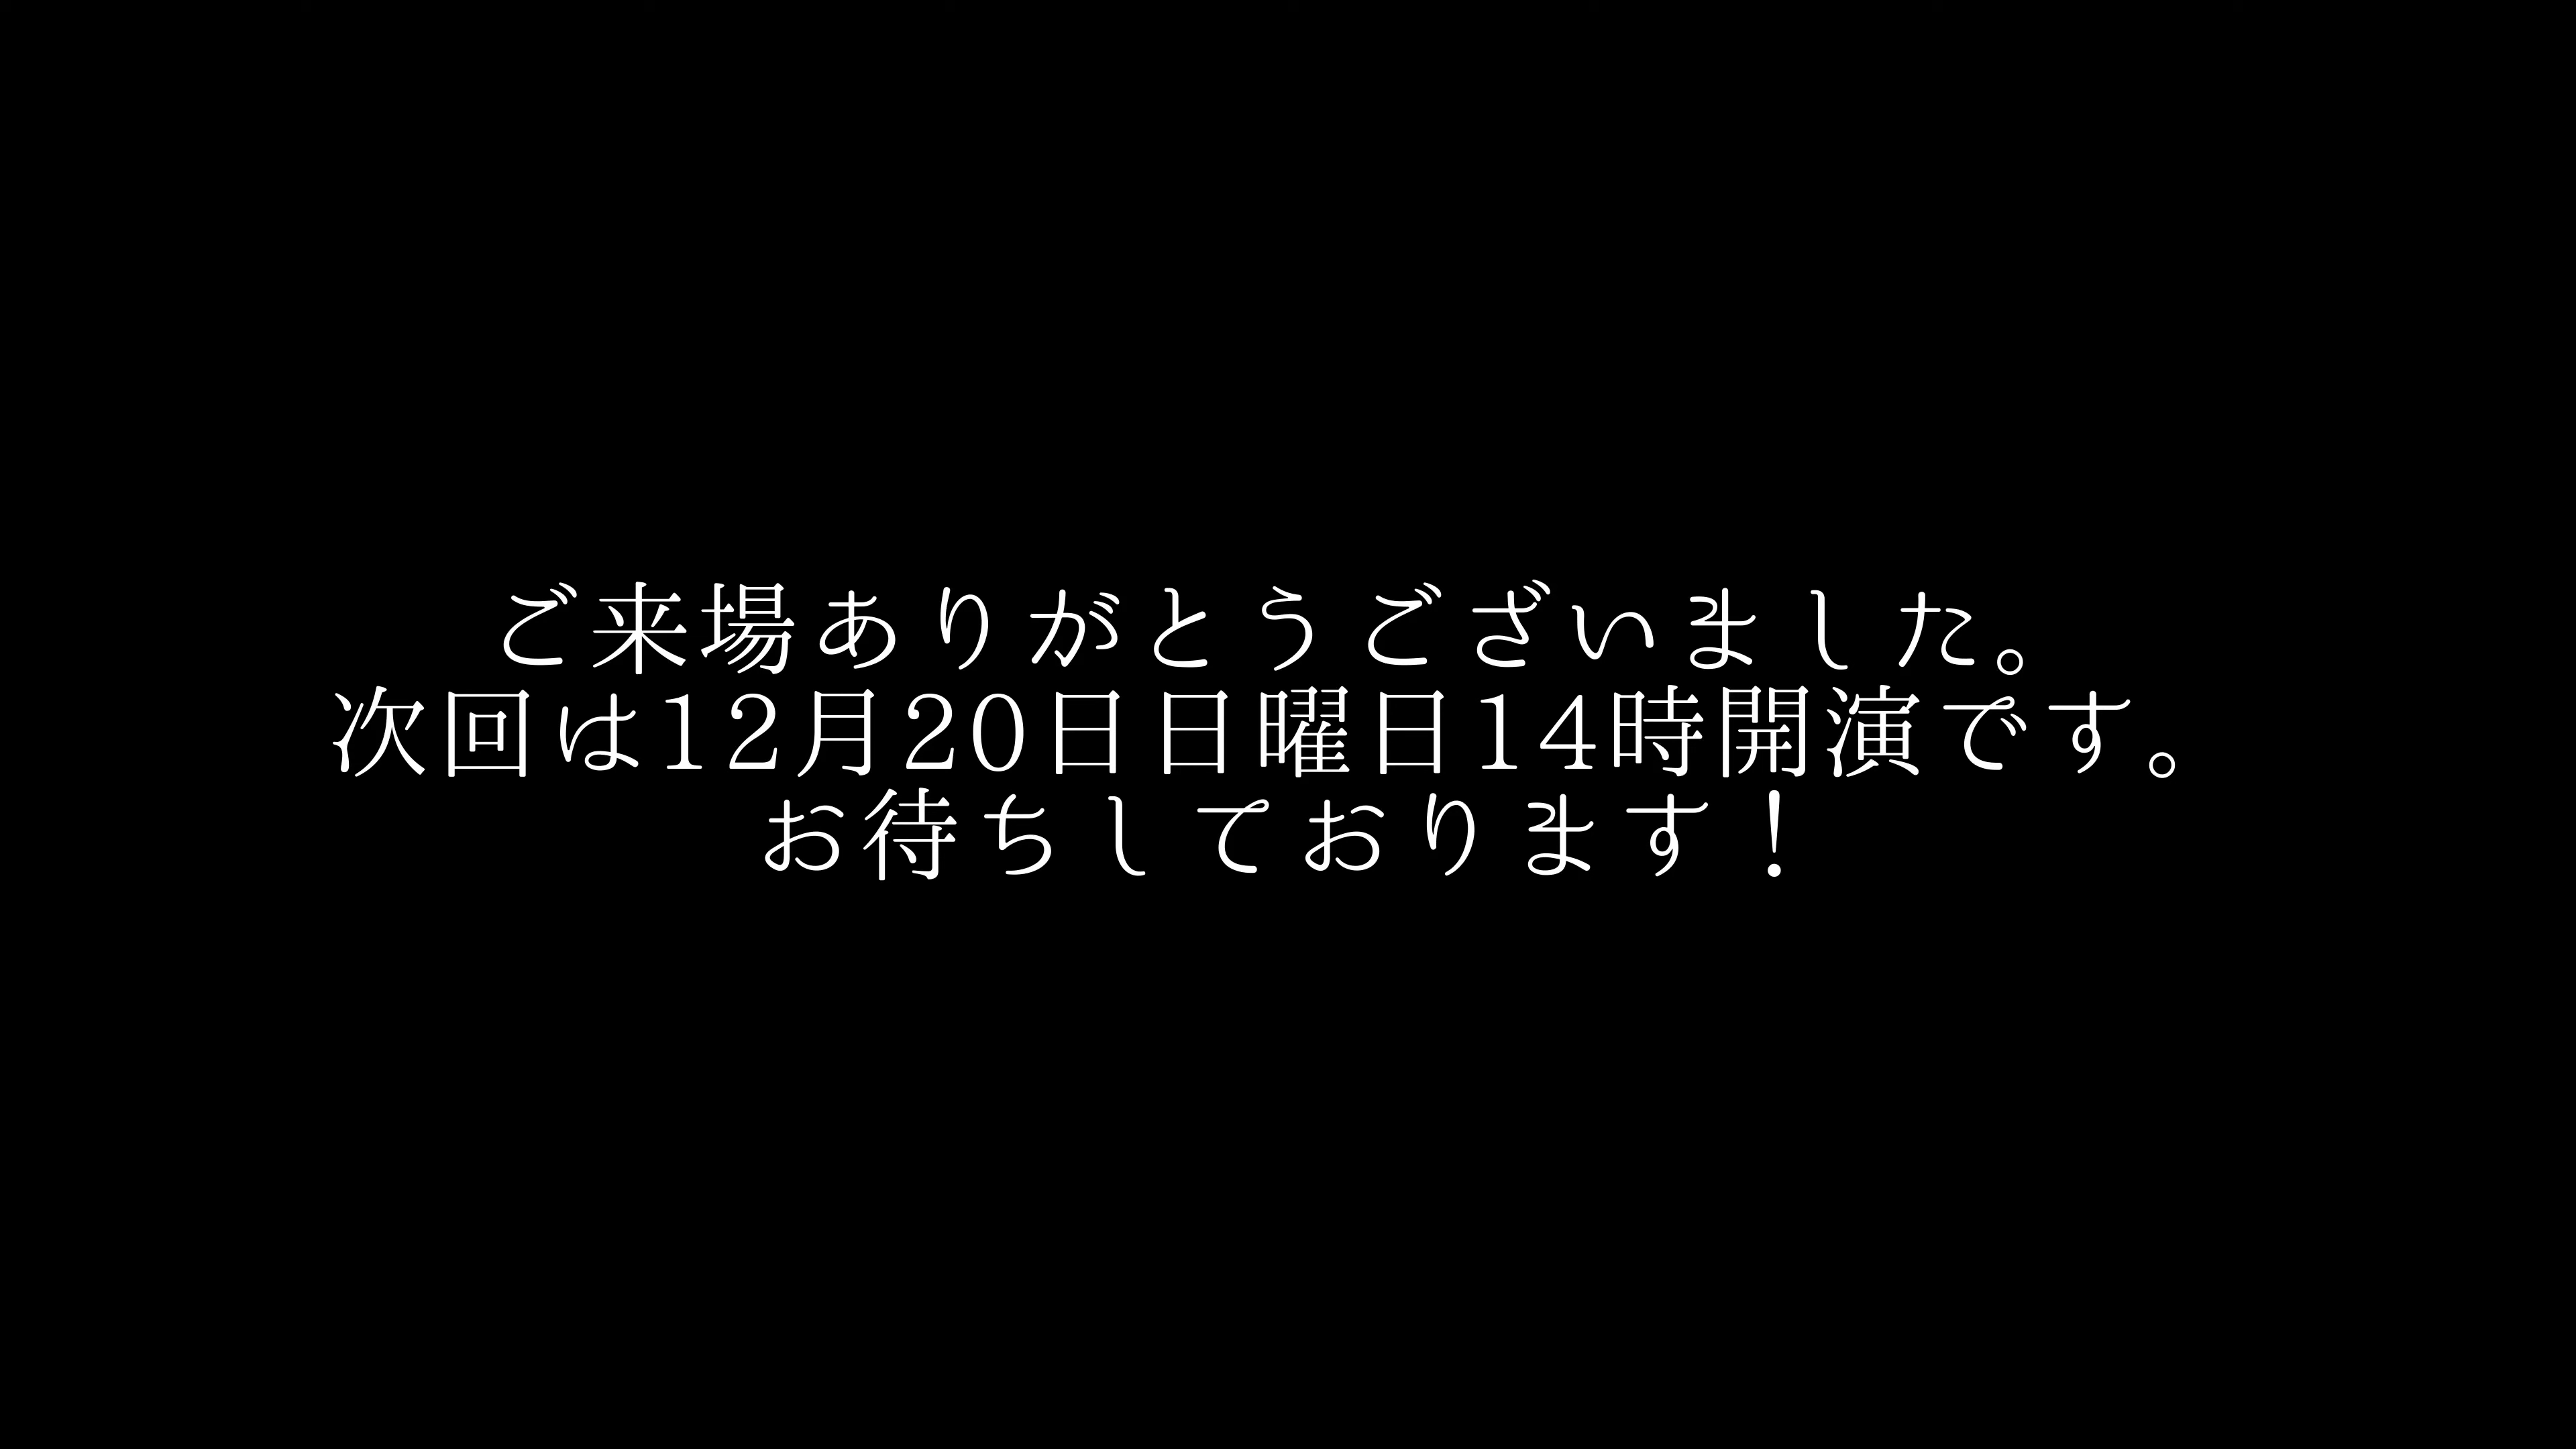 ご来場ありがとうございました。
次回は12月20日日曜日14時開演です。
お待ちしております！